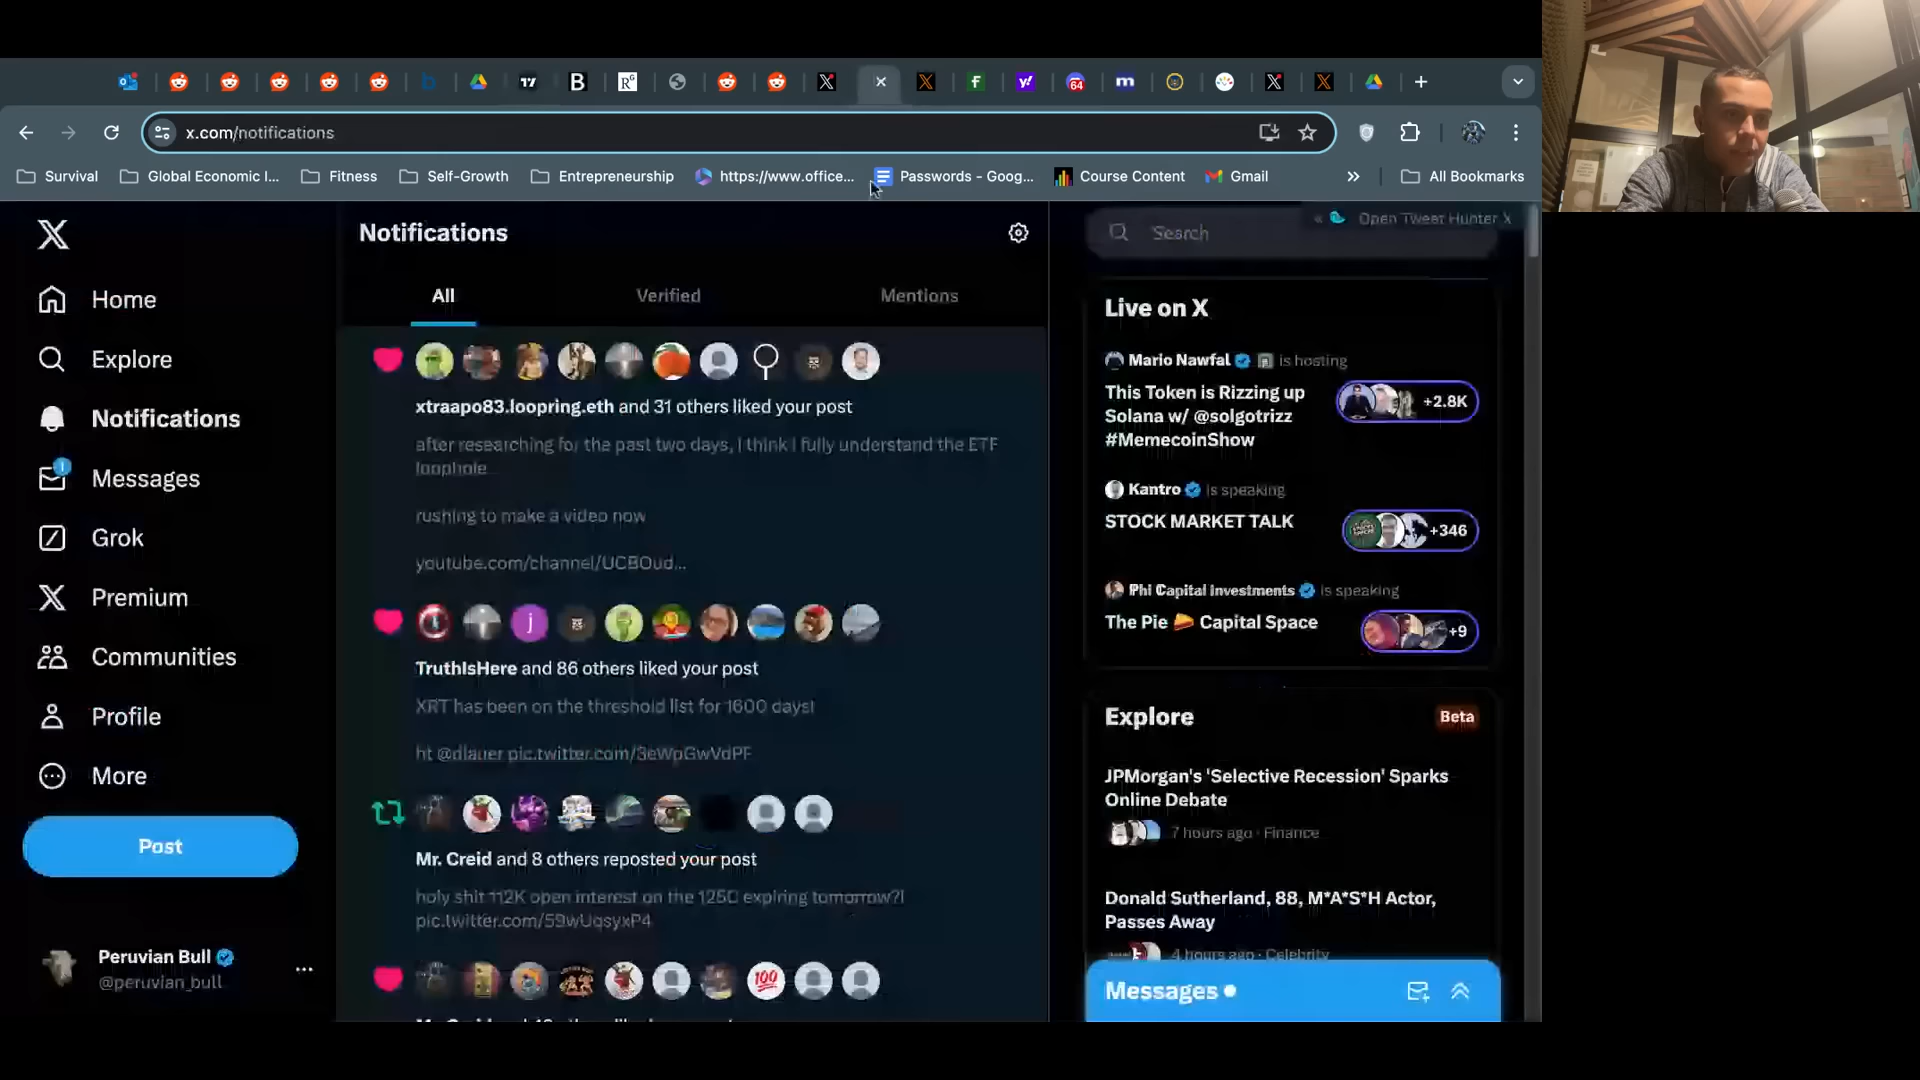 x.com/notifications
Survival
Global Economic I...
Fitness
Self-Growth
Entrepreneurship
https://www.office...
Passwords - Goog...
Course Content
Gmail
»
All Bookmarks
Home
Explore
Notifications
Messages
1
Grok
Premium
Communities
Profile
More
Post
Peruvian Bull
@peruvian_bull
Notifications
All
Verified
Mentions
xtraapo83.loopring.eth and 31 others liked your post
after researching for the past two days, I think I fully understand the ETF
loophole
rushing to make a video now
youtube.com/channel/UCBOud...
j
TruthIsHere and 86 others liked your post
XRT has been on the threshold list for 1600 days!
ht @dlauer pic.twitter.com/3eWpGwVdPF
Mr. Creid and 8 others reposted your post
holy shit 112K open interest on the 125C expiring tomorrow?!
pic.twitter.com/59wUqsyxP4
100
Search
« Open Tweet Hunter X
Live on X
Mario Nawfal is hosting
This Token is Rizzing up
Solana w/ @solgotrizz
#MemecoinShow
+2.8K
Kantro is speaking
STOCK MARKET TALK
+346
Phi Capital Investments is speaking
The Pie 🥧 Capital Space
+9
Explore
Beta
JPMorgan's 'Selective Recession' Sparks
Online Debate
7 hours ago · Finance
Donald Sutherland, 88, M*A*S*H Actor,
Passes Away
4 hours ago · Celebrity
Messages